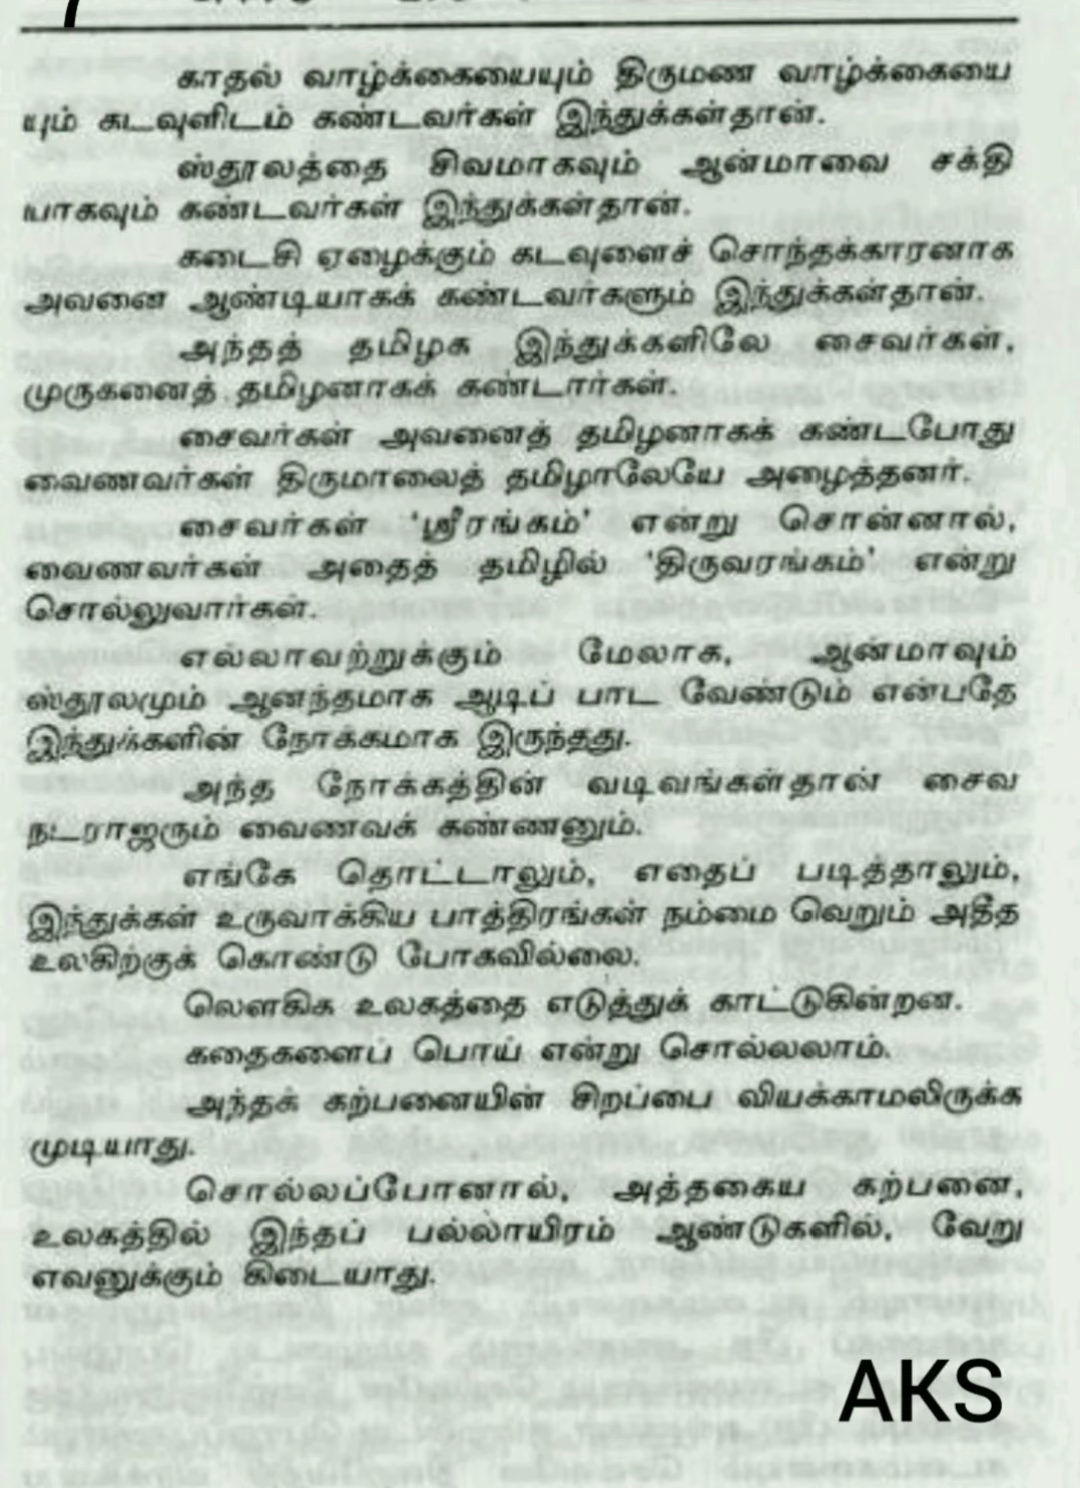 காதல் வாழ்க்கையையும் திருமண வாழ்க்கையை
யும் கடவுளிடம் கண்டவர்கள் இந்துக்கள்தான்.
ஸ்தூலத்தை சிவமாகவும் ஆன்மாவை சக்தி
யாகவும் கண்டவர்கள் இந்துக்கள்தான்.
கடைசி ஏழைக்கும் கடவுளைச் சொந்தக்காரனாக
அவனை ஆண்டியாகக் கண்டவர்களும் இந்துக்கள்தான்.
அந்தத் தமிழக இந்துக்களிலே சைவர்கள்,
முருகனைத் தமிழனாகக் கண்டார்கள்.
சைவர்கள் அவனைத் தமிழனாகக் கண்டபோது
வைணவர்கள் திருமாலைத் தமிழாலேயே அழைத்தனர்.
சைவர்கள் ‘ஸ்ரீரங்கம்’ என்று சொன்னால்,
வைணவர்கள் அதைத் தமிழில் ‘திருவரங்கம்’ என்று
சொல்லுவார்கள்.
எல்லாவற்றுக்கும் மேலாக, ஆன்மாவும்
ஸ்தூலமும் ஆனந்தமாக ஆடிப் பாட வேண்டும் என்பதே
இந்துக்களின் நோக்கமாக இருந்தது.
அந்த நோக்கத்தின் வடிவங்கள்தான் சைவ
நடராஜரும் வைணவக் கண்ணனும்.
எங்கே தொட்டாலும், எதைப் படித்தாலும்,
இந்துக்கள் உருவாக்கிய பாத்திரங்கள் நம்மை வெறும் அதீத
உலகிற்குக் கொண்டு போகவில்லை.
லௌகிக உலகத்தை எடுத்துக் காட்டுகின்றன.
கதைகளைப் பொய் என்று சொல்லலாம்.
அந்தக் கற்பனையின் சிறப்பை வியக்காமலிருக்க
முடியாது.
சொல்லப்போனால், அத்தகைய கற்பனை,
உலகத்தில் இந்தப் பல்லாயிரம் ஆண்டுகளில், வேறு
எவனுக்கும் கிடையாது.
AKS